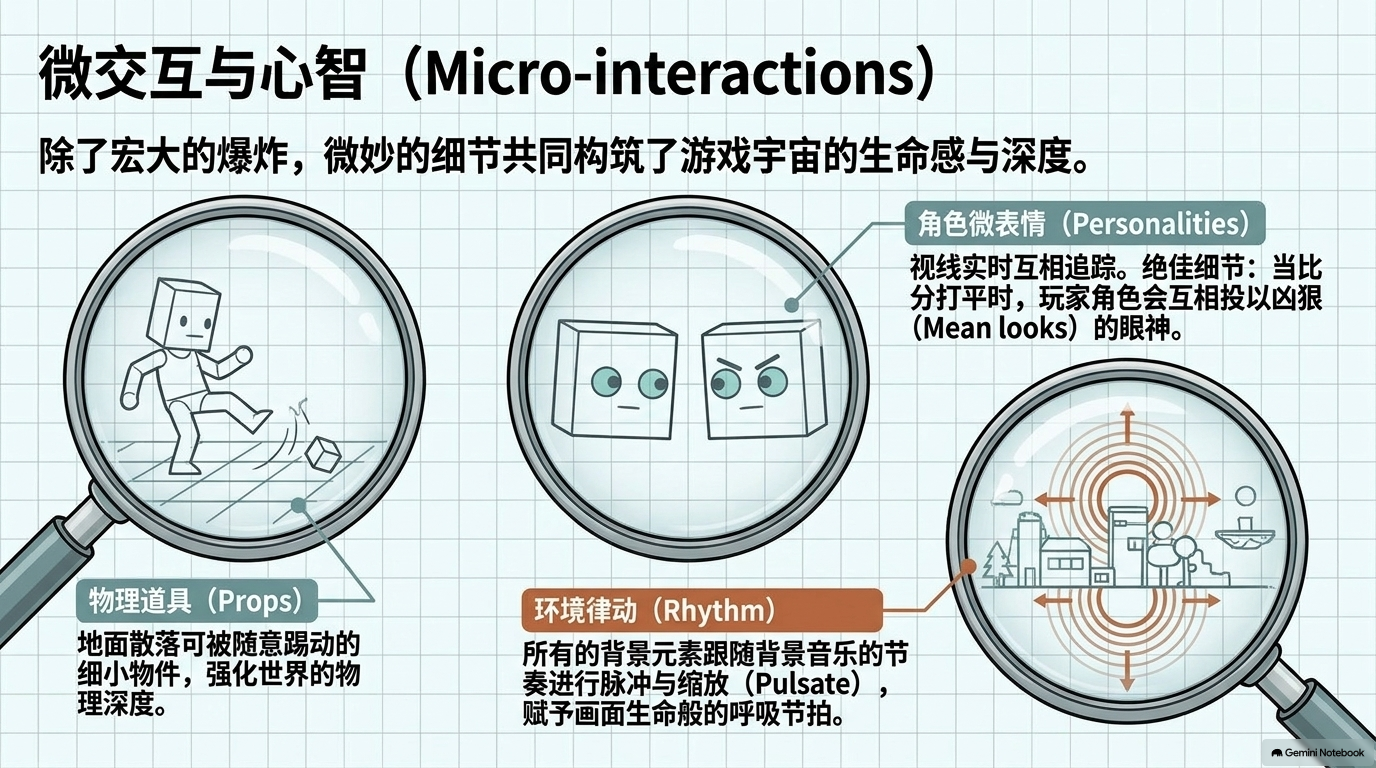 微交互与心智（Micro-interactions）
除了宏大的爆炸，微妙的细节共同构筑了游戏宇宙的生命感与深度。
角色微表情（Personalities）
视线实时互相追踪。绝佳细节：当比
分打平时，玩家角色会互相投以凶狠
（Mean looks）的眼神。
物理道具（Props）
地面散落可被随意踢动的
细小物件，强化世界的物
理深度。
环境律动（Rhythm）
所有的背景元素跟随背景音乐的节
奏进行脉冲与缩放（Pulsate），
赋予画面生命般的呼吸节拍。
Gemini Notebook